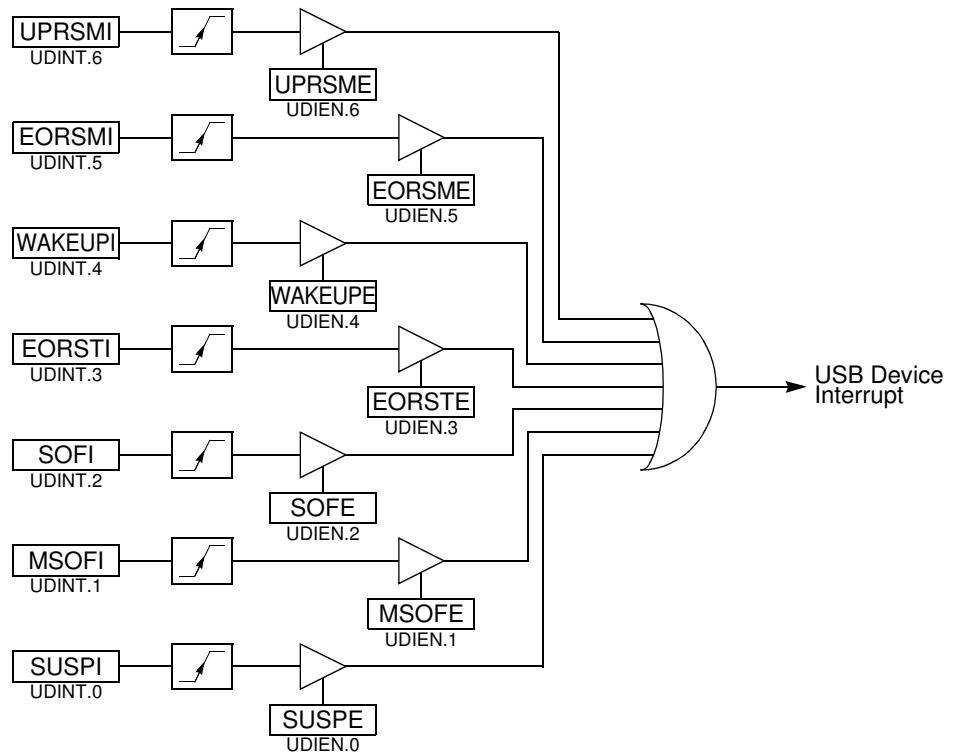 UPRSMI
UDINT.6
UPRSME
UDIEN.6
EORSMI
UDINT.5
EORSME
UDIEN.5
WAKEUPI
UDINT.4
WAKEUPE
UDIEN.4
EORSTI
UDINT.3
EORSTE
UDIEN.3
USB Device
Interrupt
SOFI
UDINT.2
SOFE
UDIEN.2
MSOFI
UDINT.1
MSOFE
UDIEN.1
SUSPI
UDINT.0
SUSPE
UDIEN.0